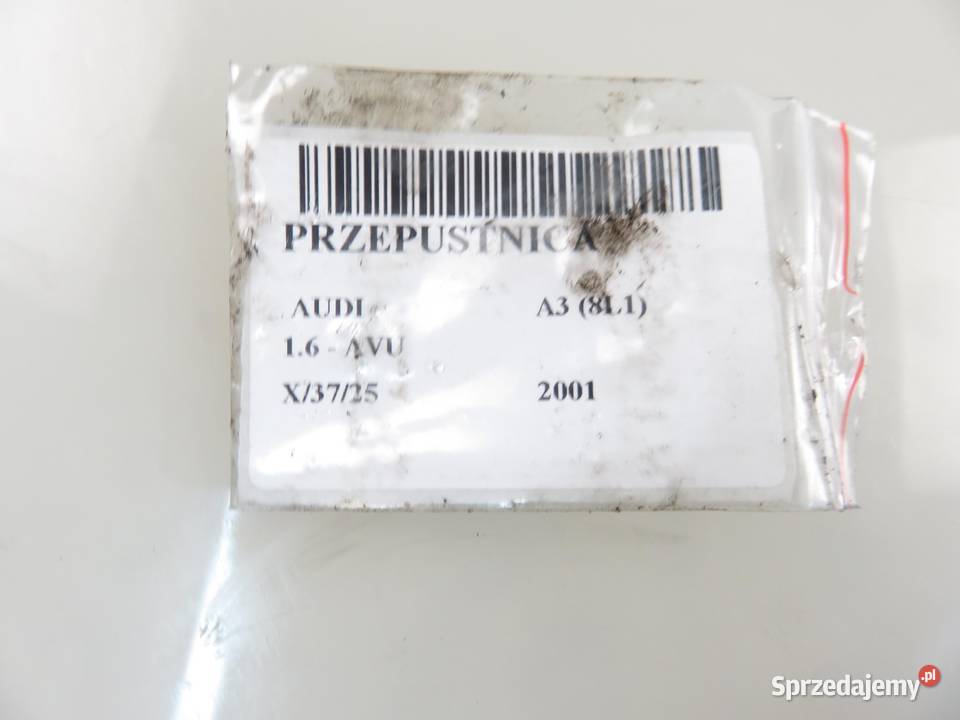 PRZEPUSTNICA
AUDI A3 (8L1)
1.6 - AVU
X/37/25 2001
Sprzedajemy.pl